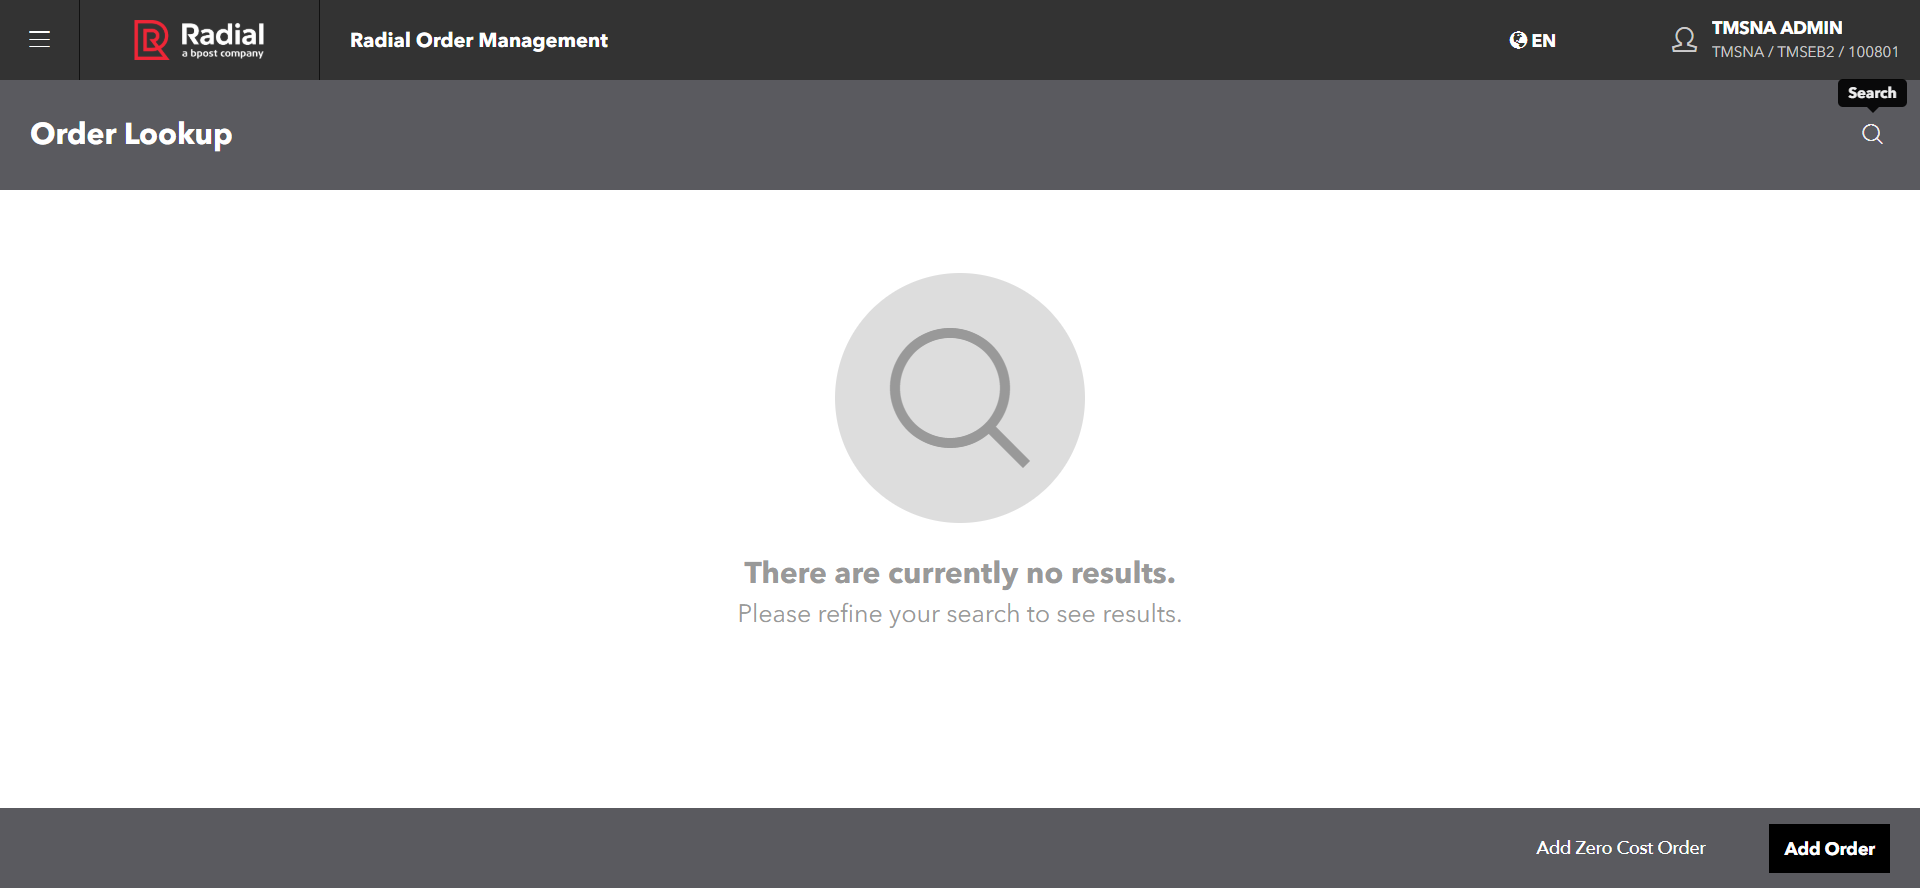 Radial
a bpost company
Radial Order Management
EN
TMSNA ADMIN
TMSNA / TMSEB2 / 100801
Search
Order Lookup
There are currently no results.
Please refine your search to see results.
Add Zero Cost Order
Add Order